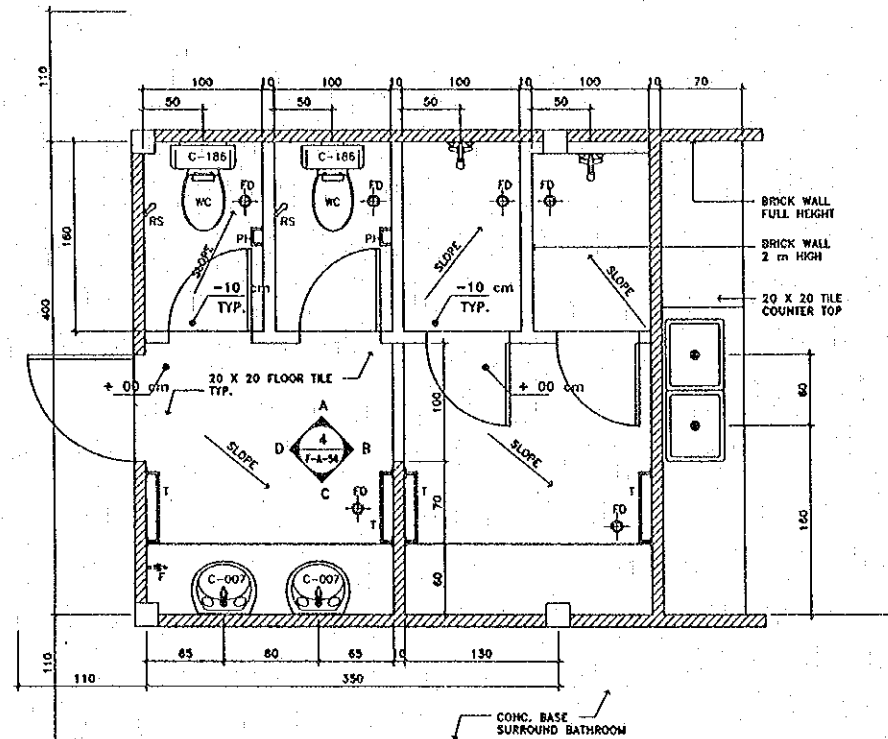 110
100 10 100 10 100 10 100 10 70
50 50 50 50
C-186 C-186
WC FD WC FD FD FD
RS RS
PH PH
160
SLOPE SLOPE SLOPE
-10 cm
TYP.
-10 cm
TYP.
BRICK WALL
FULL HEIGHT
BRICK WALL
2 m HIGH
20 X 20 TILE
COUNTER TOP
400
+ 00 cm
20 X 20 FLOOR TILE
TYP.
+ 00 cm
100
60
A
D 4 B
F-A-54
C
SLOPE SLOPE
T FD T T FD T
70
160
60
F
C-007 C-007
65 80 65 10 130
110 110 350
CONC. BASE
SURROUND BATHROOM